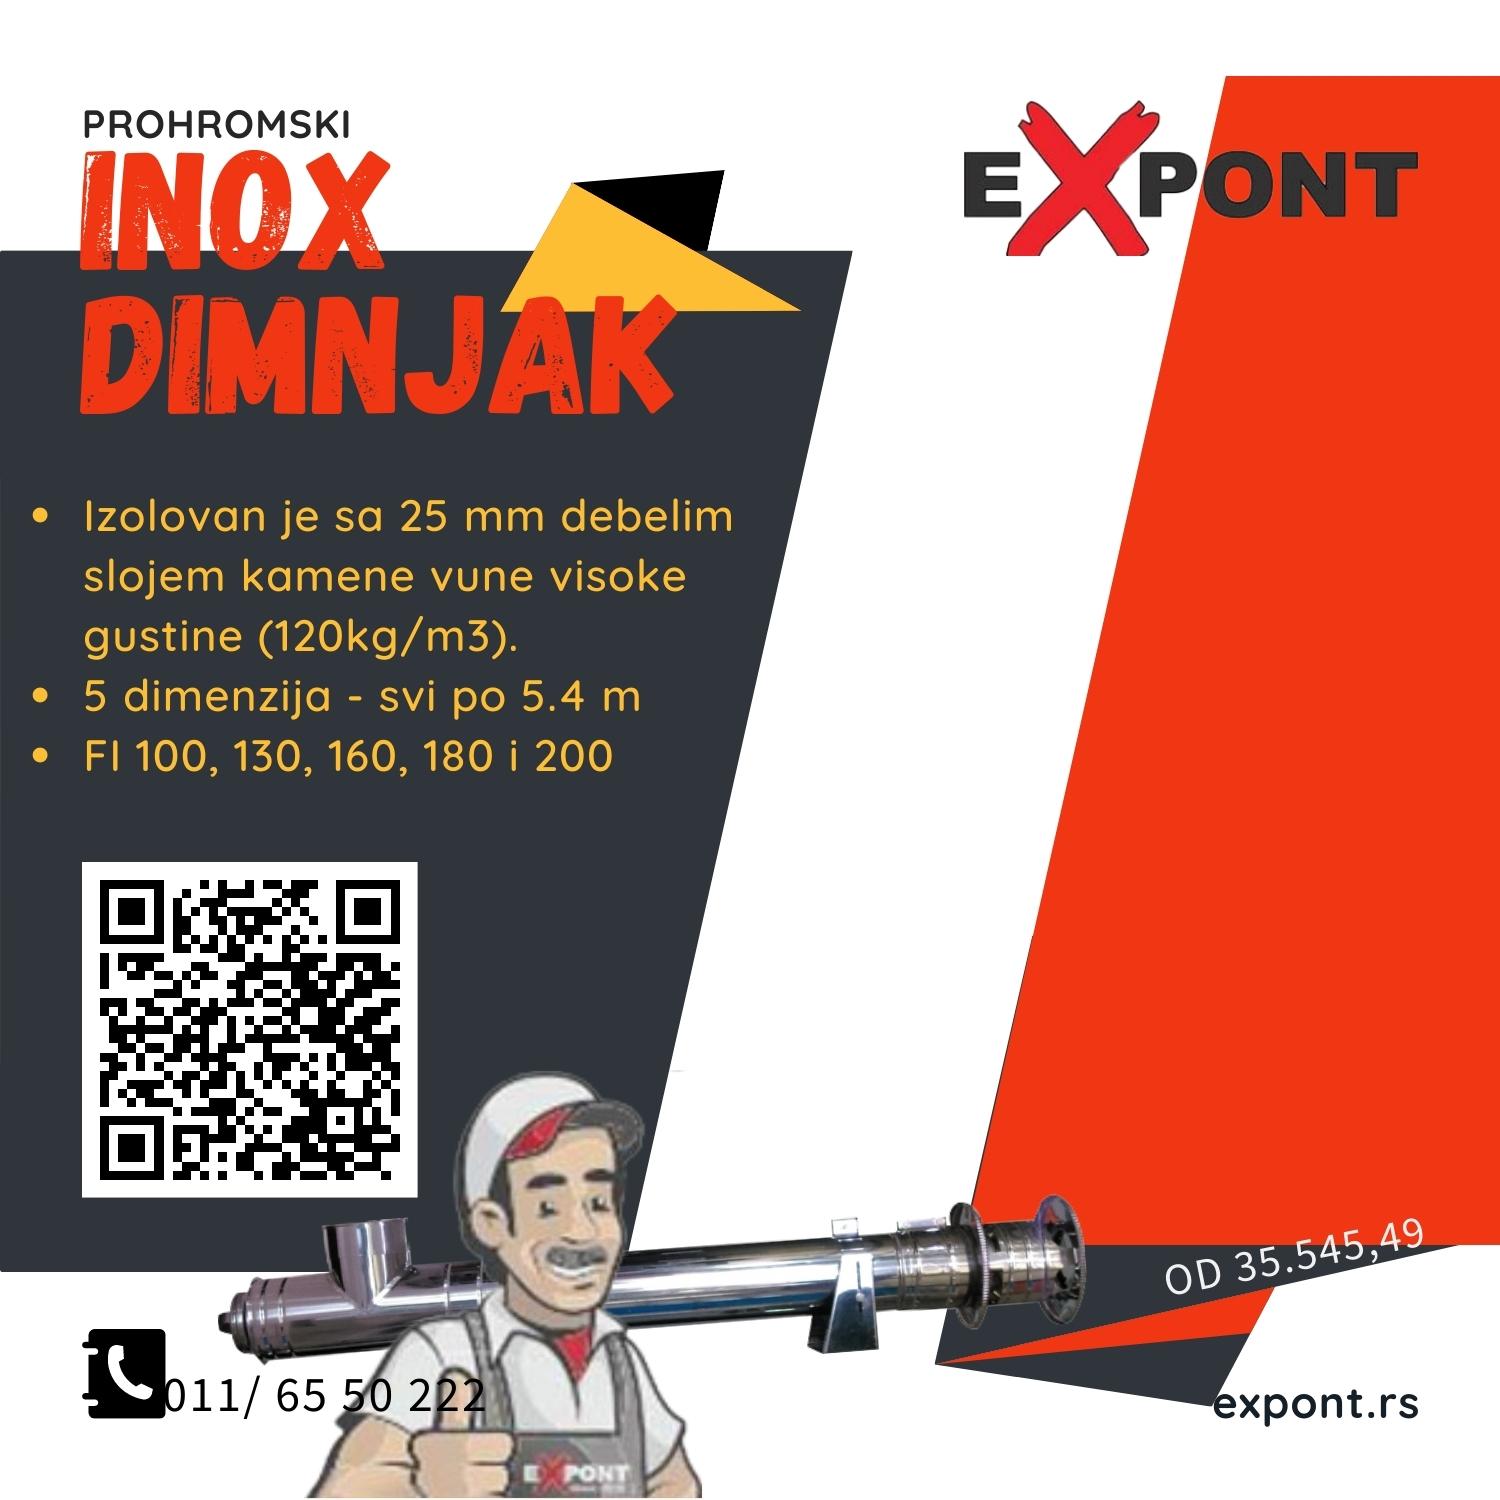 PROHROMSKI
INOX
DIMNJAK
EXPONT
• Izolovan je sa 25 mm debelim
slojem kamene vune visoke
gustine (120kg/m3).
• 5 dimenzija - svi po 5.4 m
• FI 100, 130, 160, 180 i 200
OD 35.545,49
011/ 65 50 222
expont.rs
EXPONT